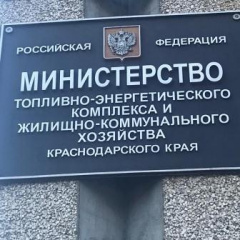 РОССИЙСКАЯ ФЕДЕРАЦИЯ
МИНИСТЕРСТВО
ТОПЛИВНО-ЭНЕРГЕТИЧЕСКОГО
КОМПЛЕКСА И
ЖИЛИЩНО-КОММУНАЛЬНОГО
ХОЗЯЙСТВА
КРАСНОДАРСКОГО КРАЯ